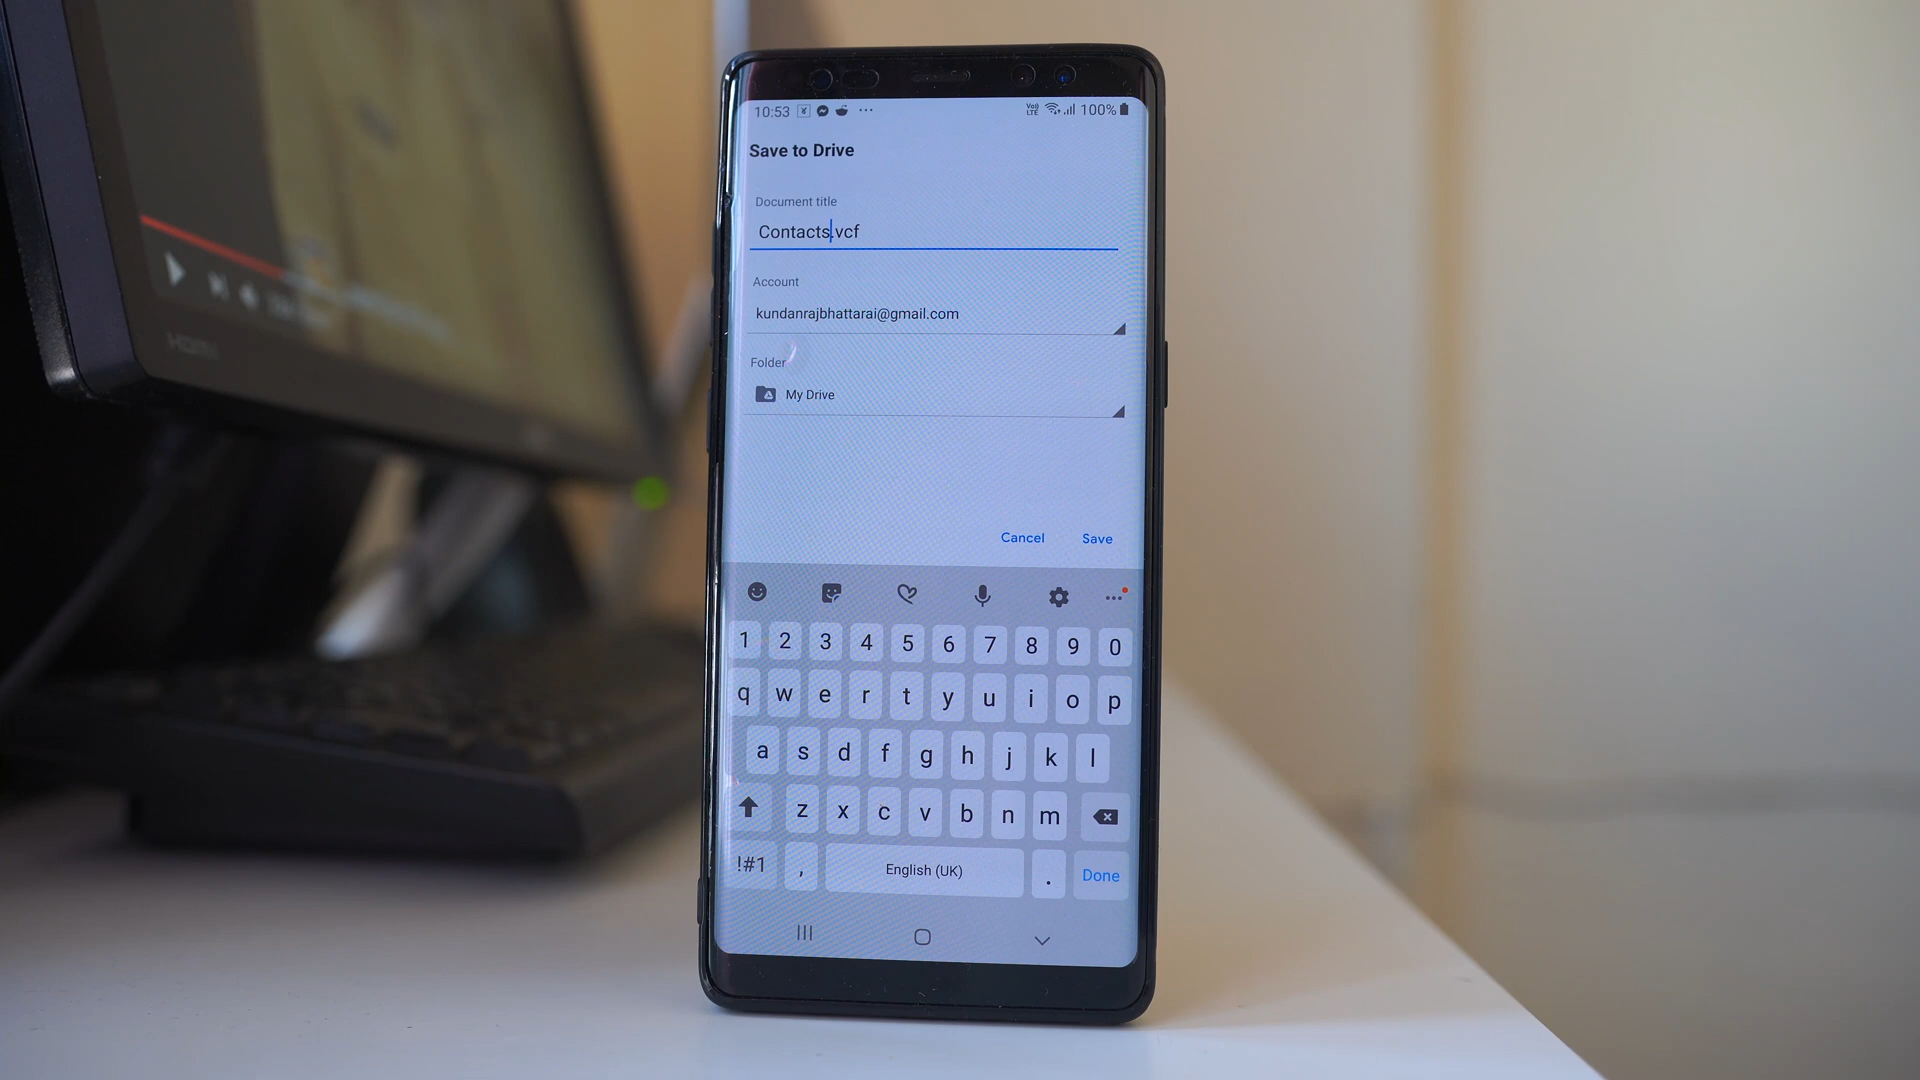 10:53 100%
Save to Drive
Document title
Contacts.vcf
Account
kundanrajbhattarai@gmail.com
Folder
My Drive
Cancel Save
1 2 3 4 5 6 7 8 9 0
q w e r t y u i o p
a s d f g h j k l
z x c v b n m
!#1 , English (UK) . Done